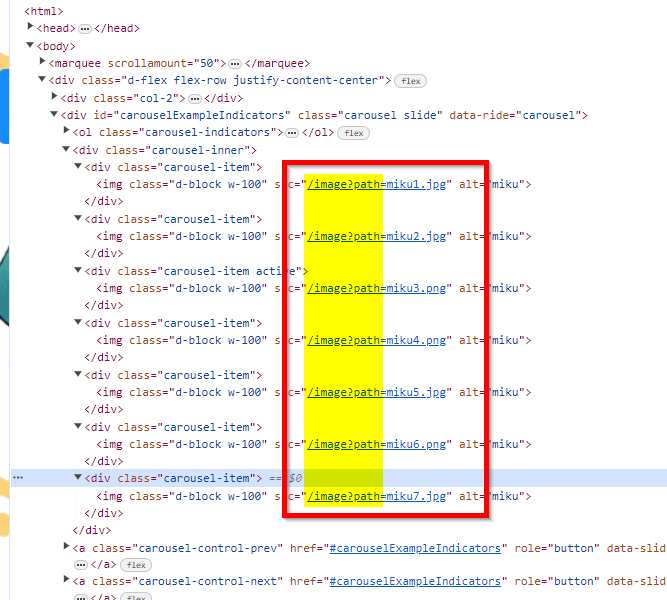 <html>
<head> ••• </head>
<body>
<marquee scrollamount="50"> ••• </marquee>
<div class="d-flex flex-row justify-content-center"> flex
<div class="col-2"> ••• </div>
<div id="carouselExampleIndicators" class="carousel slide" data-ride="carousel">
<ol class="carousel-indicators"> ••• </ol> flex
<div class="carousel-inner">
<div class="carousel-item">
<img class="d-block w-100" src="/image?path=miku1.jpg" alt="miku">
</div>
<div class="carousel-item">
<img class="d-block w-100" src="/image?path=miku2.jpg" alt="miku">
</div>
<div class="carousel-item active">
<img class="d-block w-100" src="/image?path=miku3.png" alt="miku">
</div>
<div class="carousel-item">
<img class="d-block w-100" src="/image?path=miku4.png" alt="miku">
</div>
<div class="carousel-item">
<img class="d-block w-100" src="/image?path=miku5.jpg" alt="miku">
</div>
<div class="carousel-item">
<img class="d-block w-100" src="/image?path=miku6.png" alt="miku">
</div>
••• <div class="carousel-item"> == $0
<img class="d-block w-100" src="/image?path=miku7.jpg" alt="miku">
</div>
</div>
<a class="carousel-control-prev" href="#carouselExampleIndicators" role="button" data-slid
••• </a> flex
<a class="carousel-control-next" href="#carouselExampleIndicators" role="button" data-slid
••• </a> flex